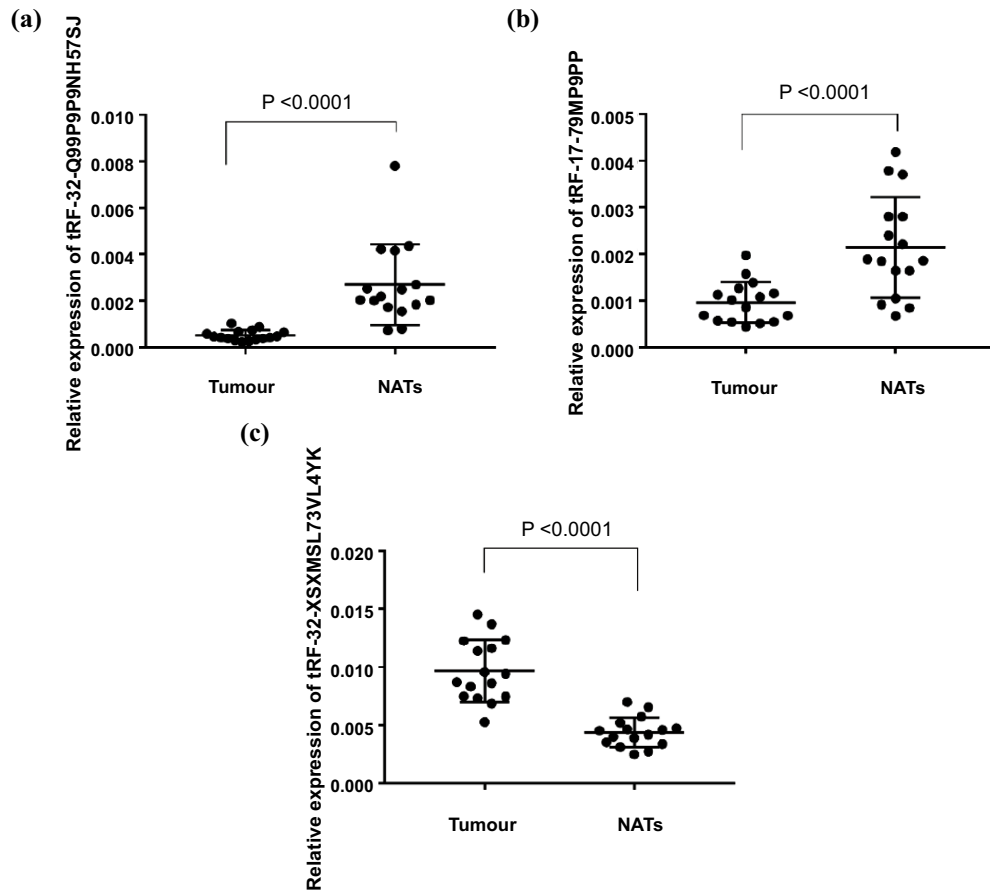 (a)
Relative expression of tRF-32-Q99P9P9NH57SJ
P <0.0001
0.010
0.008
0.006
0.004
0.002
0.000
Tumour
NATs
(b)
Relative expression of tRF-17-79MP9PP
P <0.0001
0.005
0.004
0.003
0.002
0.001
0.000
Tumour
NATs
(c)
Relative expression of tRF-32-XSXMSL73VL4YK
P <0.0001
0.020
0.015
0.010
0.005
0.000
Tumour
NATs